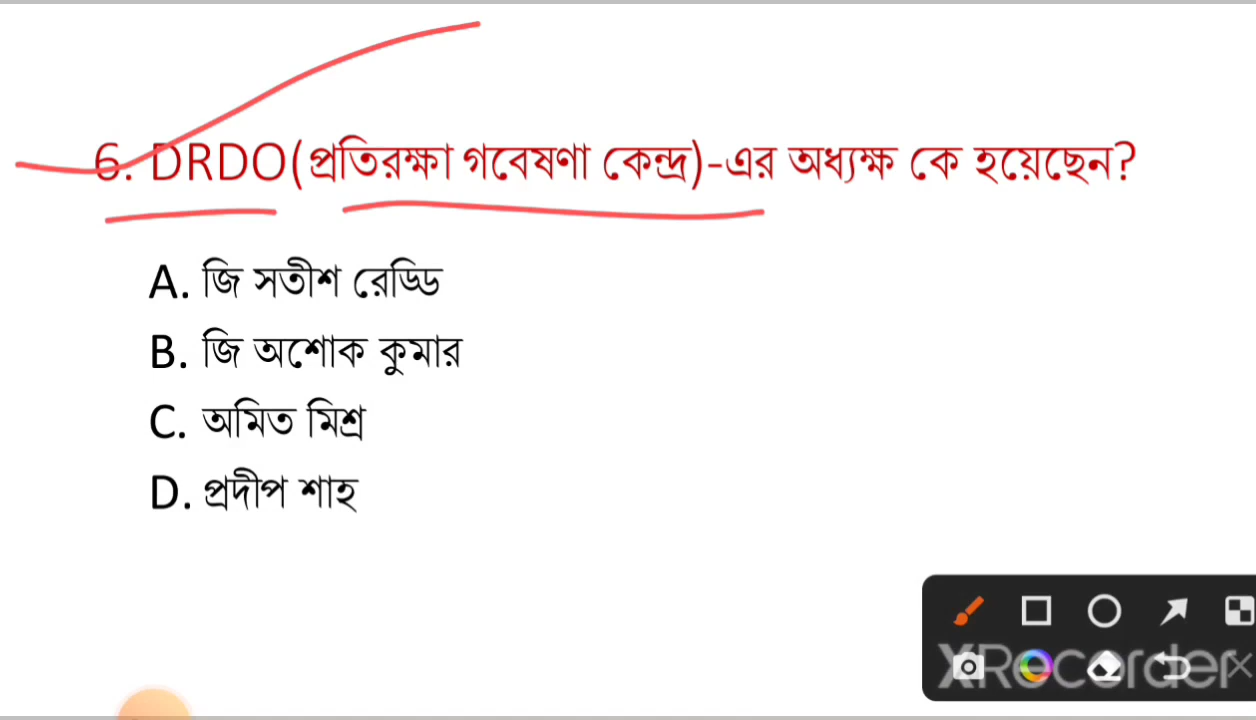 6. DRDO(প্রতিরক্ষা গবেষণা কেন্দ্র)-এর অধ্যক্ষ কে হয়েছেন?
A. জি সতীশ রেড্ডি
B. জি অশোক কুমার
C. অমিত মিশ্র
D. প্রদীপ শাহ
XRecorder